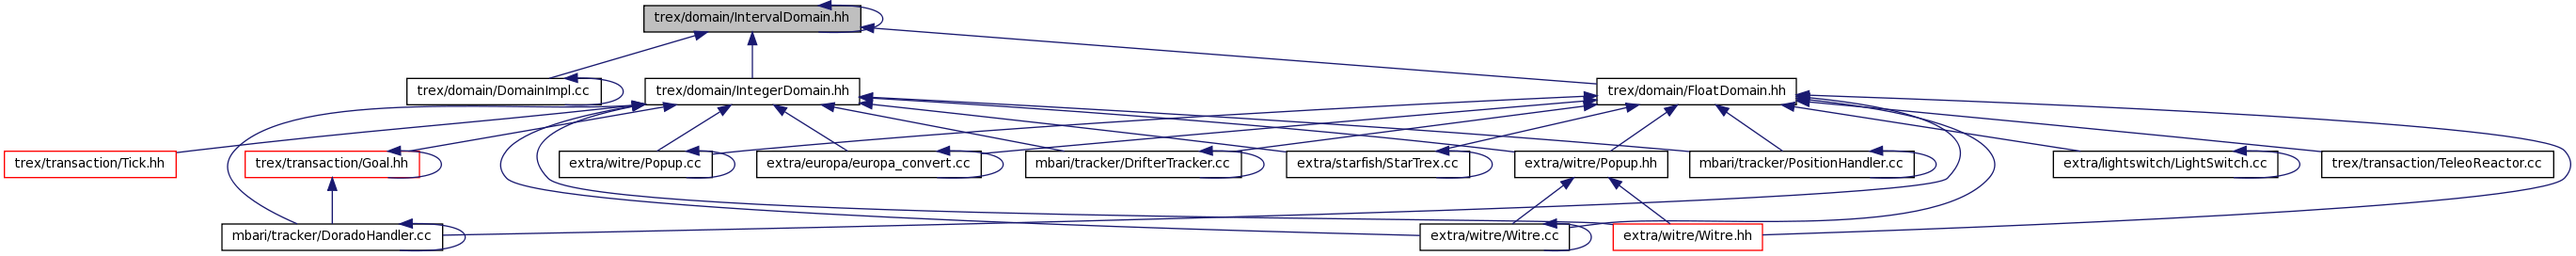 trex/domain/IntervalDomain.hh
trex/domain/DomainImpl.cc
trex/domain/IntegerDomain.hh
trex/domain/FloatDomain.hh
trex/transaction/Tick.hh
trex/transaction/Goal.hh
extra/witre/Popup.cc
extra/europa/europa_convert.cc
mbari/tracker/DrifterTracker.cc
extra/starfish/StarTrex.cc
extra/witre/Popup.hh
mbari/tracker/PositionHandler.cc
extra/lightswitch/LightSwitch.cc
trex/transaction/TeleoReactor.cc
mbari/tracker/DoradoHandler.cc
extra/witre/Witre.cc
extra/witre/Witre.hh